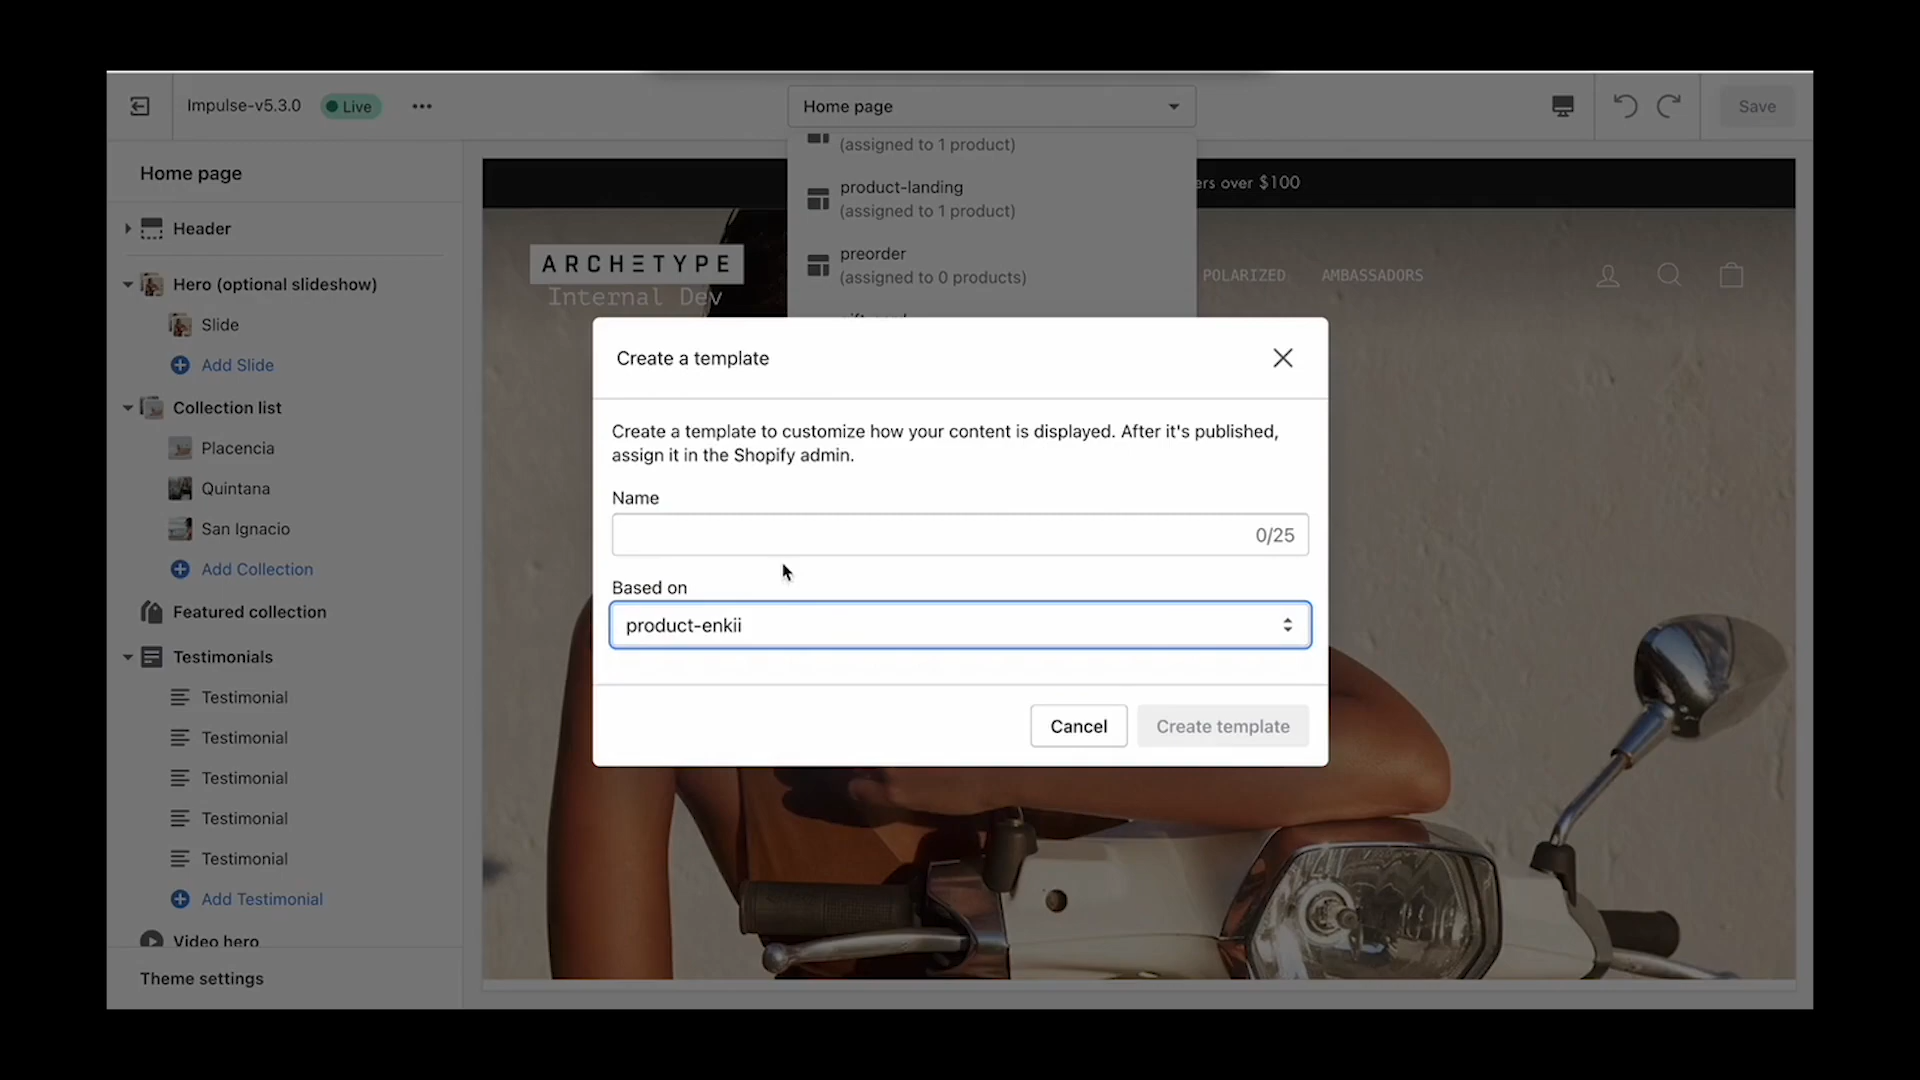 Impulse-v5.3.0
Live
Home page
Save
Home page
Header
Hero (optional slideshow)
Slide
Add Slide
Collection list
Placencia
Quintana
San Ignacio
Add Collection
Featured collection
Testimonials
Testimonial
Testimonial
Testimonial
Testimonial
Testimonial
Add Testimonial
Video hero
Theme settings
(assigned to 1 product)
product-landing
(assigned to 1 product)
preorder
(assigned to 0 products)
ers over $100
ARCHETYPE
Internal Dev
POLARIZED AMBASSADORS
Create a template
Create a template to customize how your content is displayed. After it's published,
assign it in the Shopify admin.
Name
0/25
Based on
product-enkii
Cancel
Create template